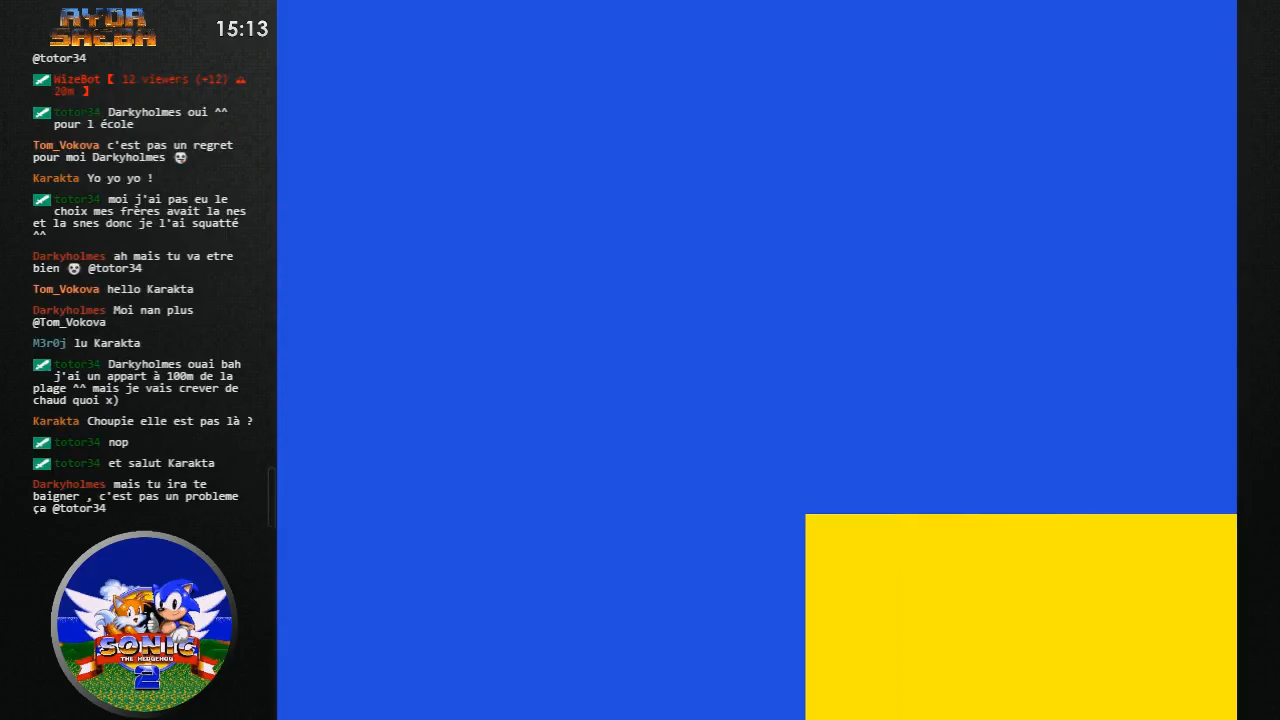 RYDA
SAEBA
15:13
@totor34
WizeBot【 12 viewers (+12)
20m 】
totor34 Darkyholmes oui ^^
pour l école
Tom_Vokova c'est pas un regret
pour moi Darkyholmes
Karakta Yo yo yo !
totor34 moi j'ai pas eu le
choix mes frères avait la nes
et la snes donc je l'ai squatté
^^
Darkyholmes ah mais tu va etre
bien @totor34
Tom_Vokova hello Karakta
Darkyholmes Moi nan plus
@Tom_Vokova
M3r0j lu Karakta
totor34 Darkyholmes ouai bah
j'ai un appart à 100m de la
plage ^^ mais je vais crever de
chaud quoi x)
Karakta Choupie elle est pas là ?
totor34 nop
totor34 et salut Karakta
Darkyholmes mais tu ira te
baigner , c'est pas un probleme
ça @totor34
SONIC
THE HEDGEHOG
2